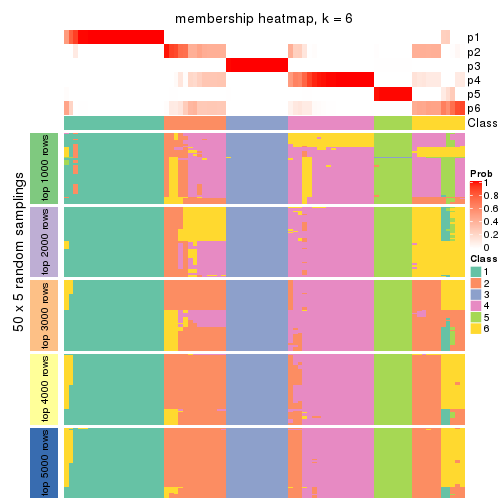 membership heatmap, k = 6
p1
p2
p3
p4
p5
p6
Class
50 x 5 random samplings
top 1000 rows
top 2000 rows
top 3000 rows
top 4000 rows
top 5000 rows
Prob
1
0.8
0.6
0.4
0.2
0
Class
1
2
3
4
5
6